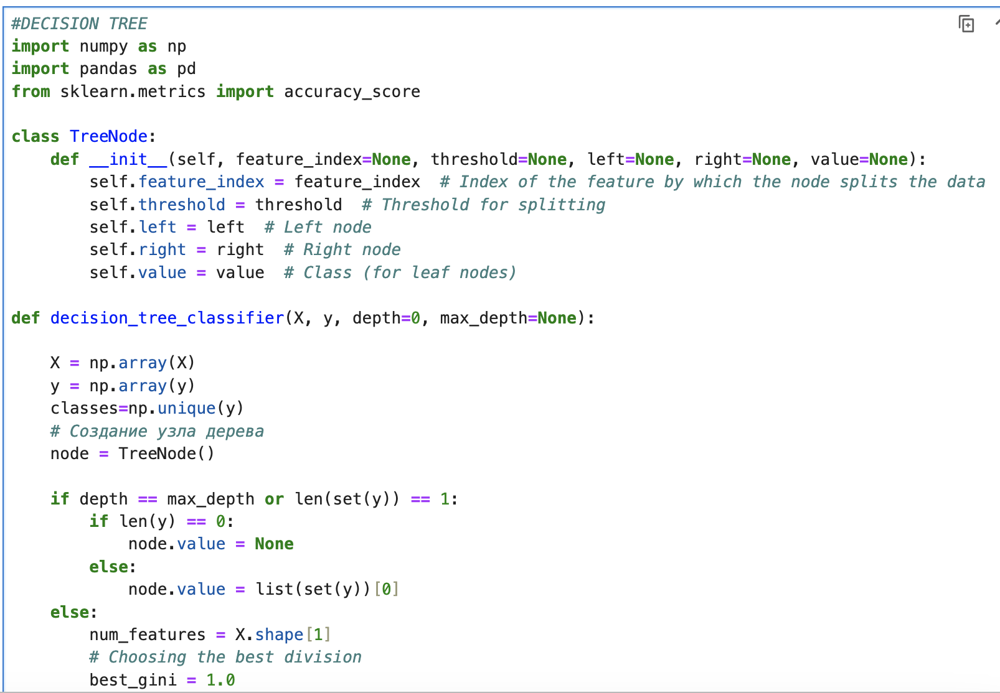 #DECISION TREE
import numpy as np
import pandas as pd
from sklearn.metrics import accuracy_score
class TreeNode:
    def __init__(self, feature_index=None, threshold=None, left=None, right=None, value=None):
        self.feature_index = feature_index  # Index of the feature by which the node splits the data
        self.threshold = threshold  # Threshold for splitting
        self.left = left  # Left node
        self.right = right  # Right node
        self.value = value  # Class (for leaf nodes)
def decision_tree_classifier(X, y, depth=0, max_depth=None):
    X = np.array(X)
    y = np.array(y)
    classes=np.unique(y)
    # Создание узла дерева
    node = TreeNode()
    if depth == max_depth or len(set(y)) == 1:
        if len(y) == 0:
            node.value = None
        else:
            node.value = list(set(y))[0]
    else:
        num_features = X.shape[1]
        # Choosing the best division
        best_gini = 1.0